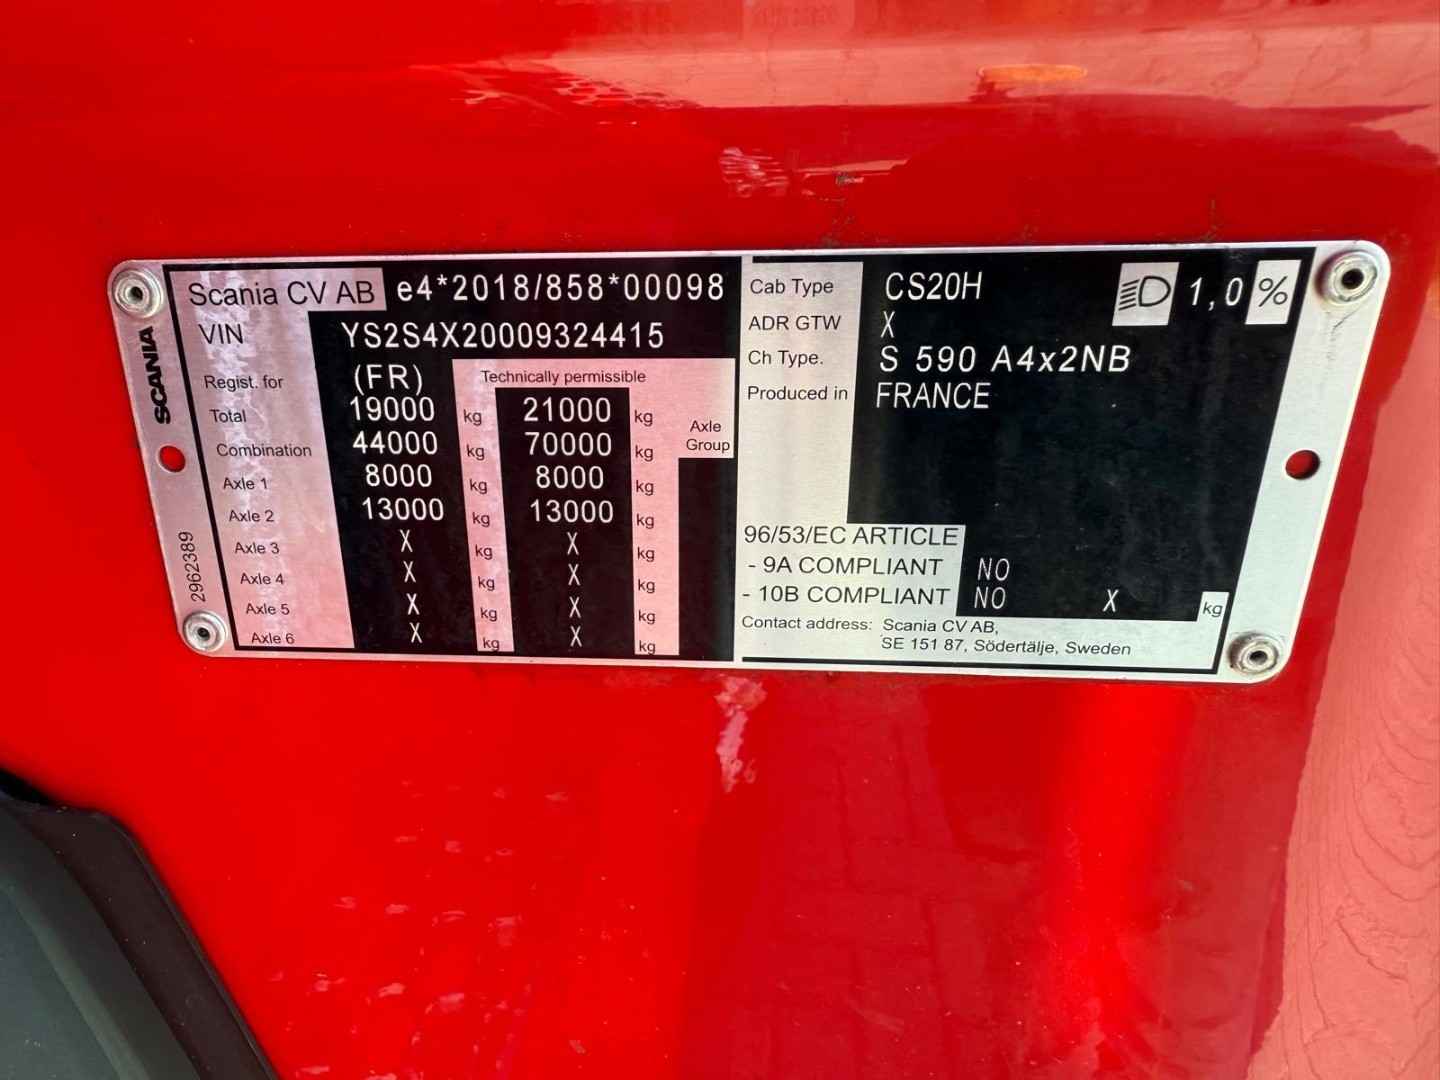 Scania CV AB e4*2018/858*00098
VIN YS2S4X20009324415
Regist. for (FR) Technically permissible
Total 19000 kg 21000 kg
Combination 44000 kg 70000 kg Axle Group
Axle 1 8000 kg 8000 kg
Axle 2 13000 kg 13000 kg
Axle 3 X kg X kg
Axle 4 X kg X kg
Axle 5 X kg X kg
Axle 6 X kg X kg
SCANIA
2962389
Cab Type CS20H 1,0 %
ADR GTW X
Ch Type. S 590 A4x2NB
Produced in FRANCE
96/53/EC ARTICLE
- 9A COMPLIANT NO
- 10B COMPLIANT NO X kg
Contact address: Scania CV AB,
SE 151 87, Södertälje, Sweden